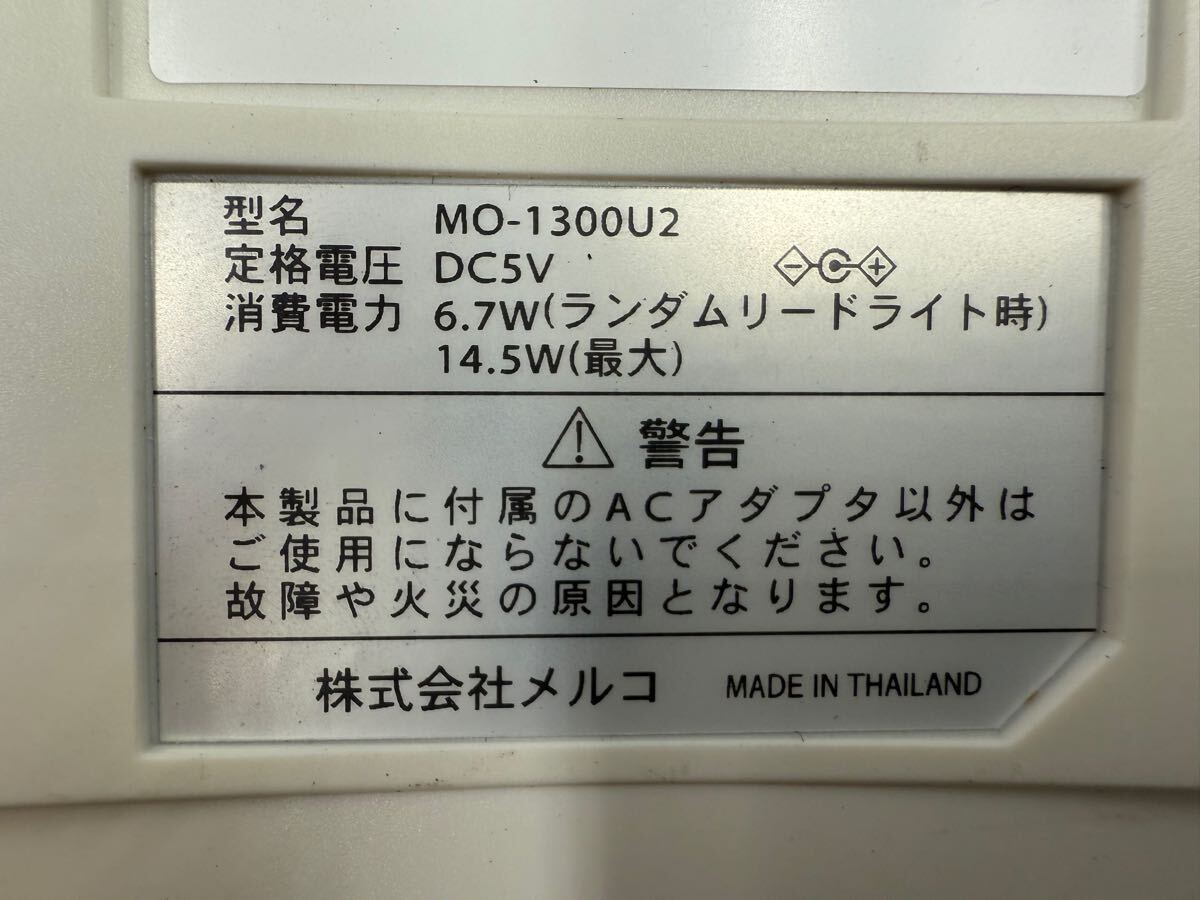 型名 MO-1300U2
定格電圧 DC5V
消費電力 6.7W(ランダムリードライト時)
14.5W(最大)
警告
本製品に付属のACアダプタ以外は
ご使用にならないでください。
故障や火災の原因となります。
株式会社メルコ MADE IN THAILAND